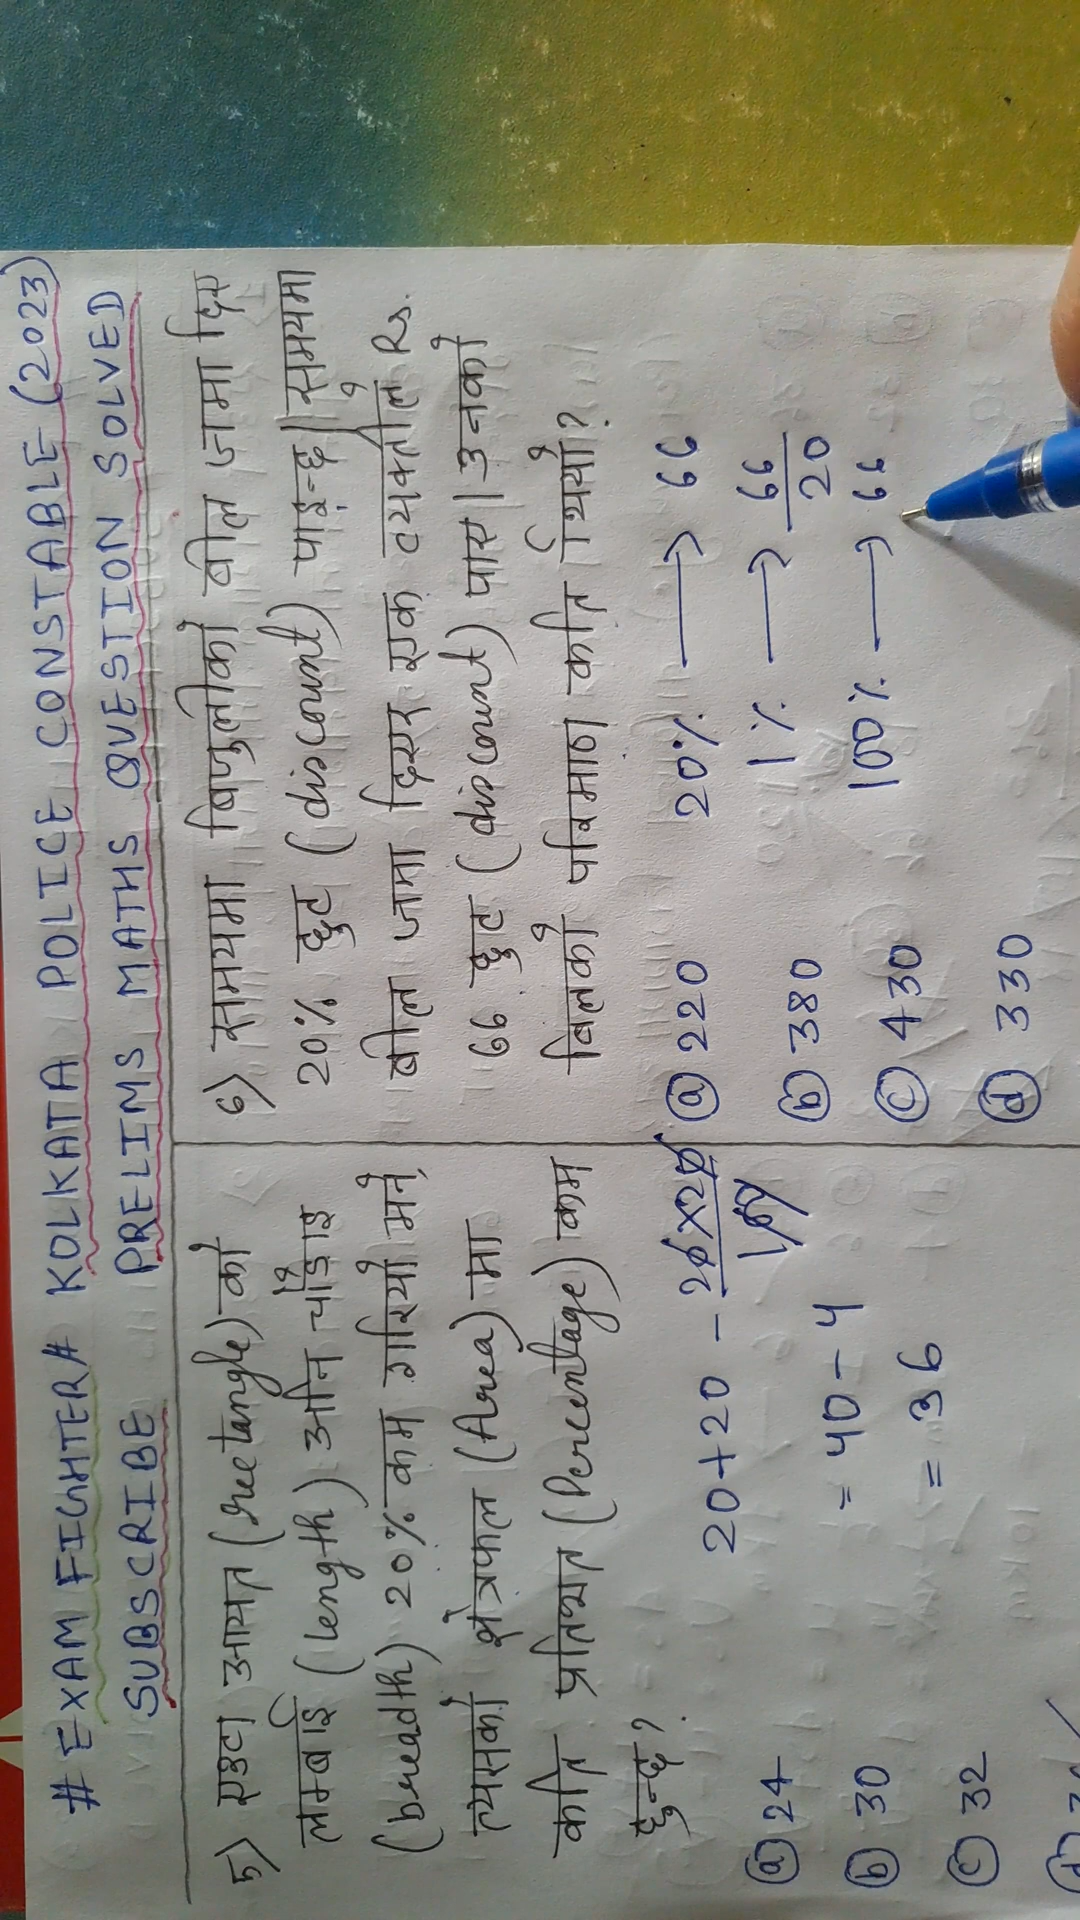 # EXAM FIGHTER # KOLKATA POLICE CONSTABLE (2023)
SUBSCRIBE PRELIMS MATHS QUESTION SOLVED
5) एउटा आयत (rectangle) को
लम्बाई (length) अनि चौंडाइ
(breadth) 20% कम गरियो भने,
त्यसको क्षेत्रफल (Area) मा
कति प्रतिशत (Percentage) कम
हुन्छ?
20+20 - 20×20/100
= 40 - 4
= 36
(a) 24
(b) 30
(c) 32
(d)
6) समयमा बिजुलीको बील जामा दिए
20% छुट (discount) पाइन्छ। समयमा
बील जामा दिएर एक व्यक्तीले Rs.
66 छुट (discount) पाए। उनको
बिलको परिमाण कति थियो?
(a) 220
(b) 380
(c) 430
(d) 330
20% → 66
1% → 66/20
100% → 66